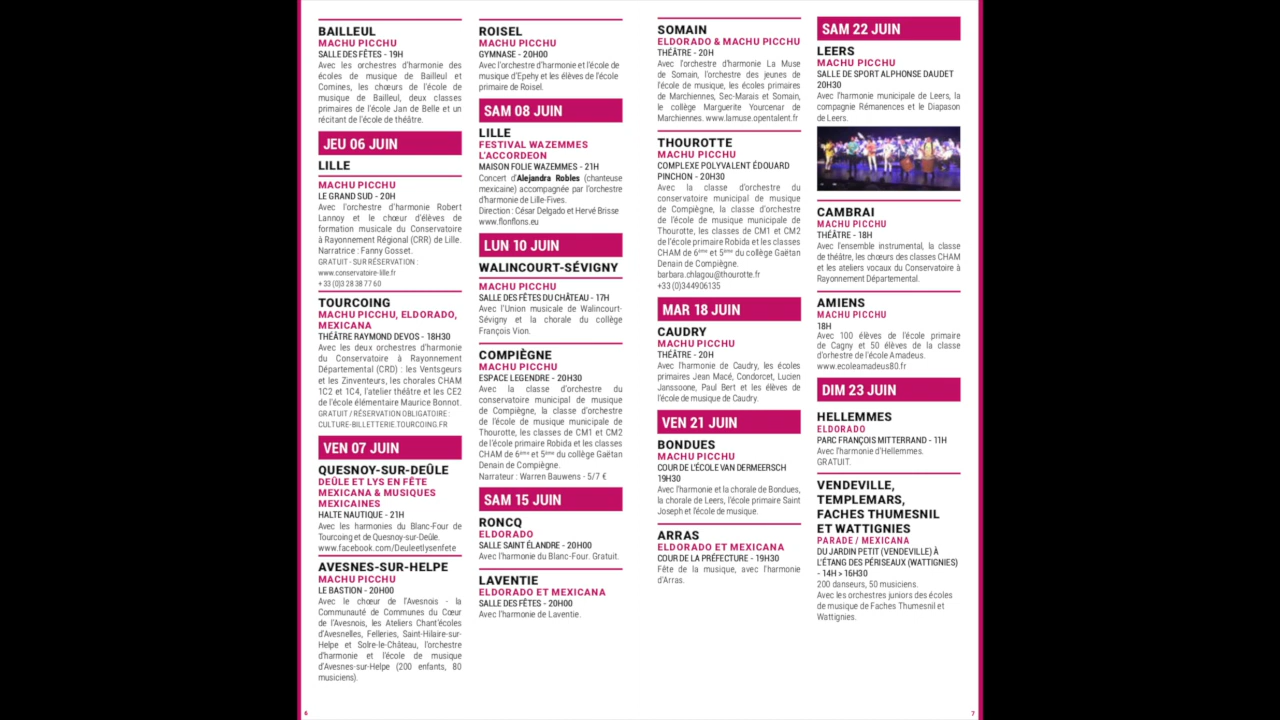 BAILLEUL
MACHU PICCHU
SALLE DES FÊTES - 19H
Avec les orchestres d'harmonie des
écoles de musique de Bailleul et
Comines, les chœurs de l'école de
musique de Bailleul, deux classes
primaires de l'école Jan de Belle et un
récitant de l'école de théâtre.
JEU 06 JUIN
LILLE
MACHU PICCHU
LE GRAND SUD - 20H
Avec l'orchestre d'harmonie Robert
Lannoy et le chœur d'élèves de
formation musicale du Conservatoire
à Rayonnement Régional (CRR) de Lille.
Narratrice : Fanny Gosset.
GRATUIT - SUR RÉSERVATION :
www.conservatoire-lille.fr
+ 33 (0)3 28 38 77 60
TOURCOING
MACHU PICCHU, ELDORADO,
MEXICANA
THÉÂTRE RAYMOND DEVOS - 18H30
Avec les deux orchestres d'harmonie
du Conservatoire à Rayonnement
Départemental (CRD) : les Ventsgeurs
et les Zinventeurs, les chorales CHAM
1C2 et 1C4, l'atelier théâtre et les CE2
de l'école élémentaire Maurice Bonnot.
GRATUIT / RÉSERVATION OBLIGATOIRE :
CULTURE-BILLETTERIE.TOURCOING.FR
VEN 07 JUIN
QUESNOY-SUR-DEÛLE
DEÛLE ET LYS EN FÊTE
MEXICANA & MUSIQUES
MEXICAINES
HALTE NAUTIQUE - 21H
Avec les harmonies du Blanc-Four de
Tourcoing et de Quesnoy-sur-Deûle.
www.facebook.com/Deuleetlysenfete
AVESNES-SUR-HELPE
MACHU PICCHU
LE BASTION - 20H00
Avec le chœur de l'Avesnois - la
Communauté de Communes du Cœur
de l'Avesnois, les Ateliers Chant'écoles
d'Avesnelles, Felleries, Saint-Hilaire-sur-
Helpe et Solre-le-Château, l'orchestre
d'harmonie et l'école de musique
d'Avesnes-sur-Helpe (200 enfants, 80
musiciens).
6
ROISEL
MACHU PICCHU
GYMNASE - 20H00
Avec l'orchestre d'harmonie et l'école de
musique d'Epehy et les élèves de l'école
primaire de Roisel.
SAM 08 JUIN
LILLE
FESTIVAL WAZEMMES
L'ACCORDEON
MAISON FOLIE WAZEMMES - 21H
Concert d'Alejandra Robles (chanteuse
mexicaine) accompagnée par l'orchestre
d'harmonie de Lille-Fives.
Direction : César Delgado et Hervé Brisse
www.flonflons.eu
LUN 10 JUIN
WALINCOURT-SÉVIGNY
MACHU PICCHU
SALLE DES FÊTES DU CHÂTEAU - 17H
Avec l'Union musicale de Walincourt-
Sévigny et la chorale du collège
François Vion.
COMPIÈGNE
MACHU PICCHU
ESPACE LEGENDRE - 20H30
Avec la classe d'orchestre du
conservatoire municipal de musique
de Compiègne, la classe d'orchestre
de l'école de musique municipale de
Thourotte, les classes de CM1 et CM2
de l'école primaire Robida et les classes
CHAM de 6ème et 5ème du collège Gaëtan
Denain de Compiègne.
Narrateur : Warren Bauwens - 5/7 €
SAM 15 JUIN
RONCQ
ELDORADO
SALLE SAINT ÉLANDRE - 20H00
Avec l'harmonie du Blanc-Four. Gratuit.
LAVENTIE
ELDORADO ET MEXICANA
SALLE DES FÊTES - 20H00
Avec l'harmonie de Laventie.
SOMAIN
ELDORADO & MACHU PICCHU
THÉÂTRE - 20H
Avec l'orchestre d'harmonie La Muse
de Somain, l'orchestre des jeunes de
l'école de musique, les écoles primaires
de Marchiennes, Sec-Marais et Somain,
le collège Marguerite Yourcenar de
Marchiennes. www.lamuse.opentalent.fr
THOUROTTE
MACHU PICCHU
COMPLEXE POLYVALENT ÉDOUARD
PINCHON - 20H30
Avec la classe d'orchestre du
conservatoire municipal de musique
de Compiègne, la classe d'orchestre
de l'école de musique municipale de
Thourotte, les classes de CM1 et CM2
de l'école primaire Robida et les classes
CHAM de 6ème et 5ème du collège Gaëtan
Denain de Compiègne.
barbara.chlagou@thourotte.fr
+33 (0)344906135
MAR 18 JUIN
CAUDRY
MACHU PICCHU
THÉÂTRE - 20H
Avec l'harmonie de Caudry, les écoles
primaires Jean Macé, Condorcet, Lucien
Janssoone, Paul Bert et les élèves de
l'école de musique de Caudry.
VEN 21 JUIN
BONDUES
MACHU PICCHU
COUR DE L'ÉCOLE VAN DERMEERSCH
19H30
Avec l'harmonie et la chorale de Bondues,
la chorale de Leers, l'école primaire Saint
Joseph et l'école de musique.
ARRAS
ELDORADO ET MEXICANA
COUR DE LA PRÉFECTURE - 19H30
Fête de la musique, avec l'harmonie
d'Arras.
SAM 22 JUIN
LEERS
MACHU PICCHU
SALLE DE SPORT ALPHONSE DAUDET
20H30
Avec l'harmonie municipale de Leers, la
compagnie Rémanences et le Diapason
de Leers.
CAMBRAI
MACHU PICCHU
THÉÂTRE - 18H
Avec l'ensemble instrumental, la classe
de théâtre, les chœurs des classes CHAM
et les ateliers vocaux du Conservatoire à
Rayonnement Départemental.
AMIENS
MACHU PICCHU
18H
Avec 100 élèves de l'école primaire
de Cagny et 50 élèves de la classe
d'orhestre de l'école Amadeus.
www.ecoleamadeus80.fr
DIM 23 JUIN
HELLEMMES
ELDORADO
PARC FRANÇOIS MITTERRAND - 11H
Avec l'harmonie d'Hellemmes.
GRATUIT.
VENDEVILLE,
TEMPLEMARS,
FACHES THUMESNIL
ET WATTIGNIES
PARADE / MEXICANA
DU JARDIN PETIT (VENDEVILLE) À
L'ÉTANG DES PÉRISEAUX (WATTIGNIES)
- 14H > 16H30
200 danseurs, 50 musiciens.
Avec les orchestres juniors des écoles
de musique de Faches Thumesnil et
Wattignies.
7